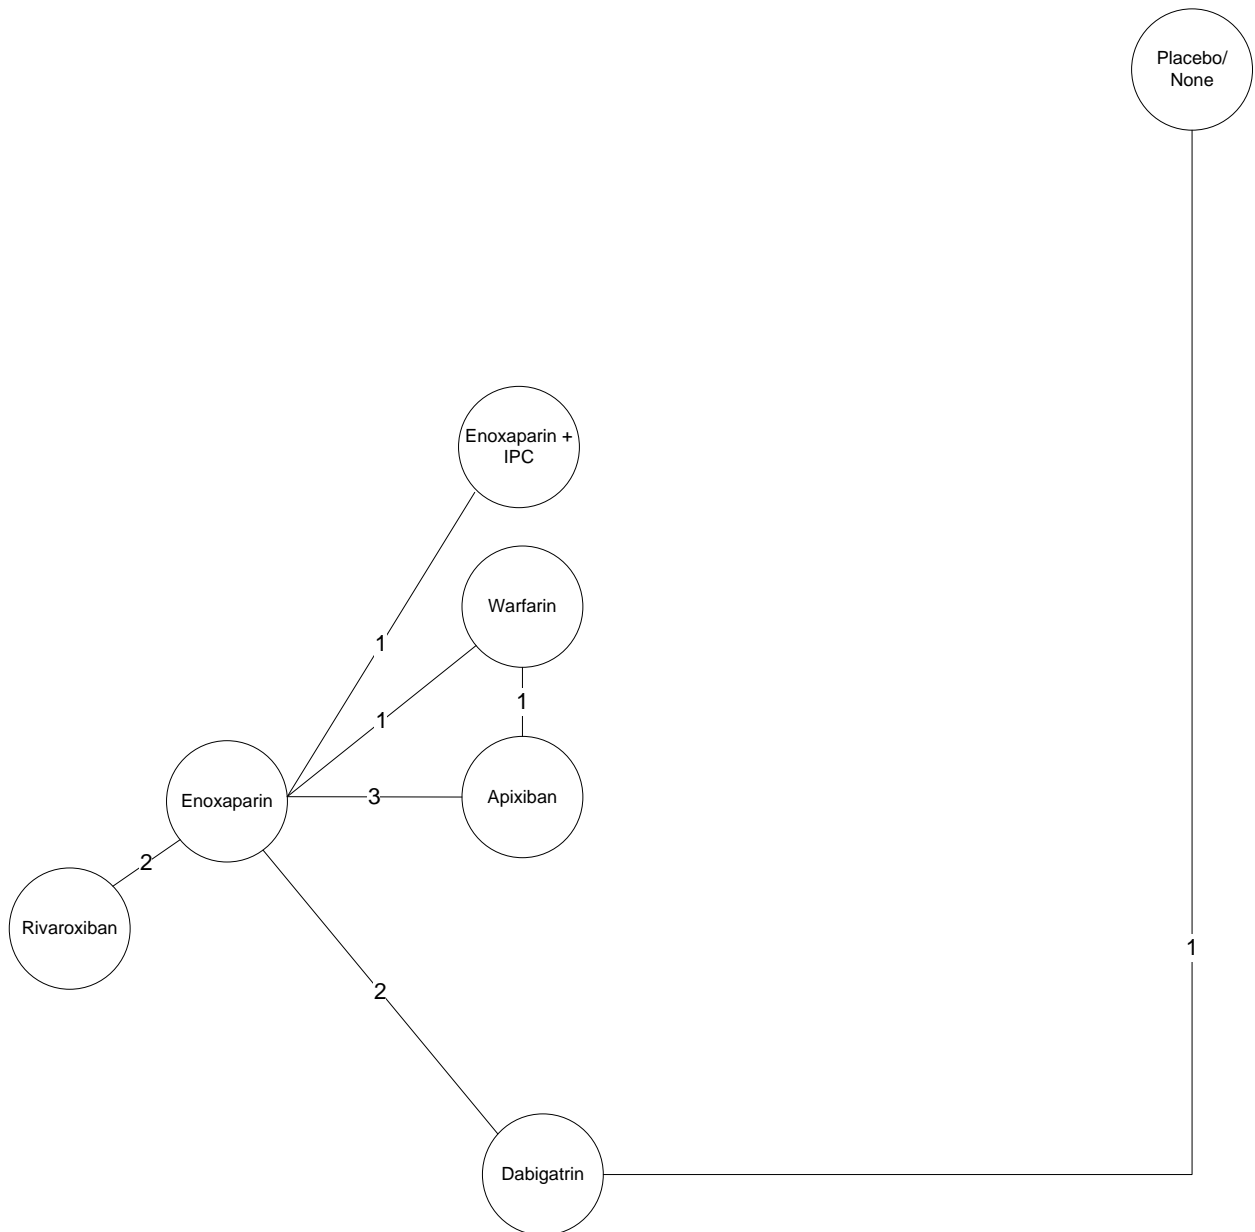 Placebo/
None
Enoxaparin +
IPC
Warfarin
1
1
1
Enoxaparin
3
Apixiban
2
Rivaroxiban
1
2
Dabigatrin